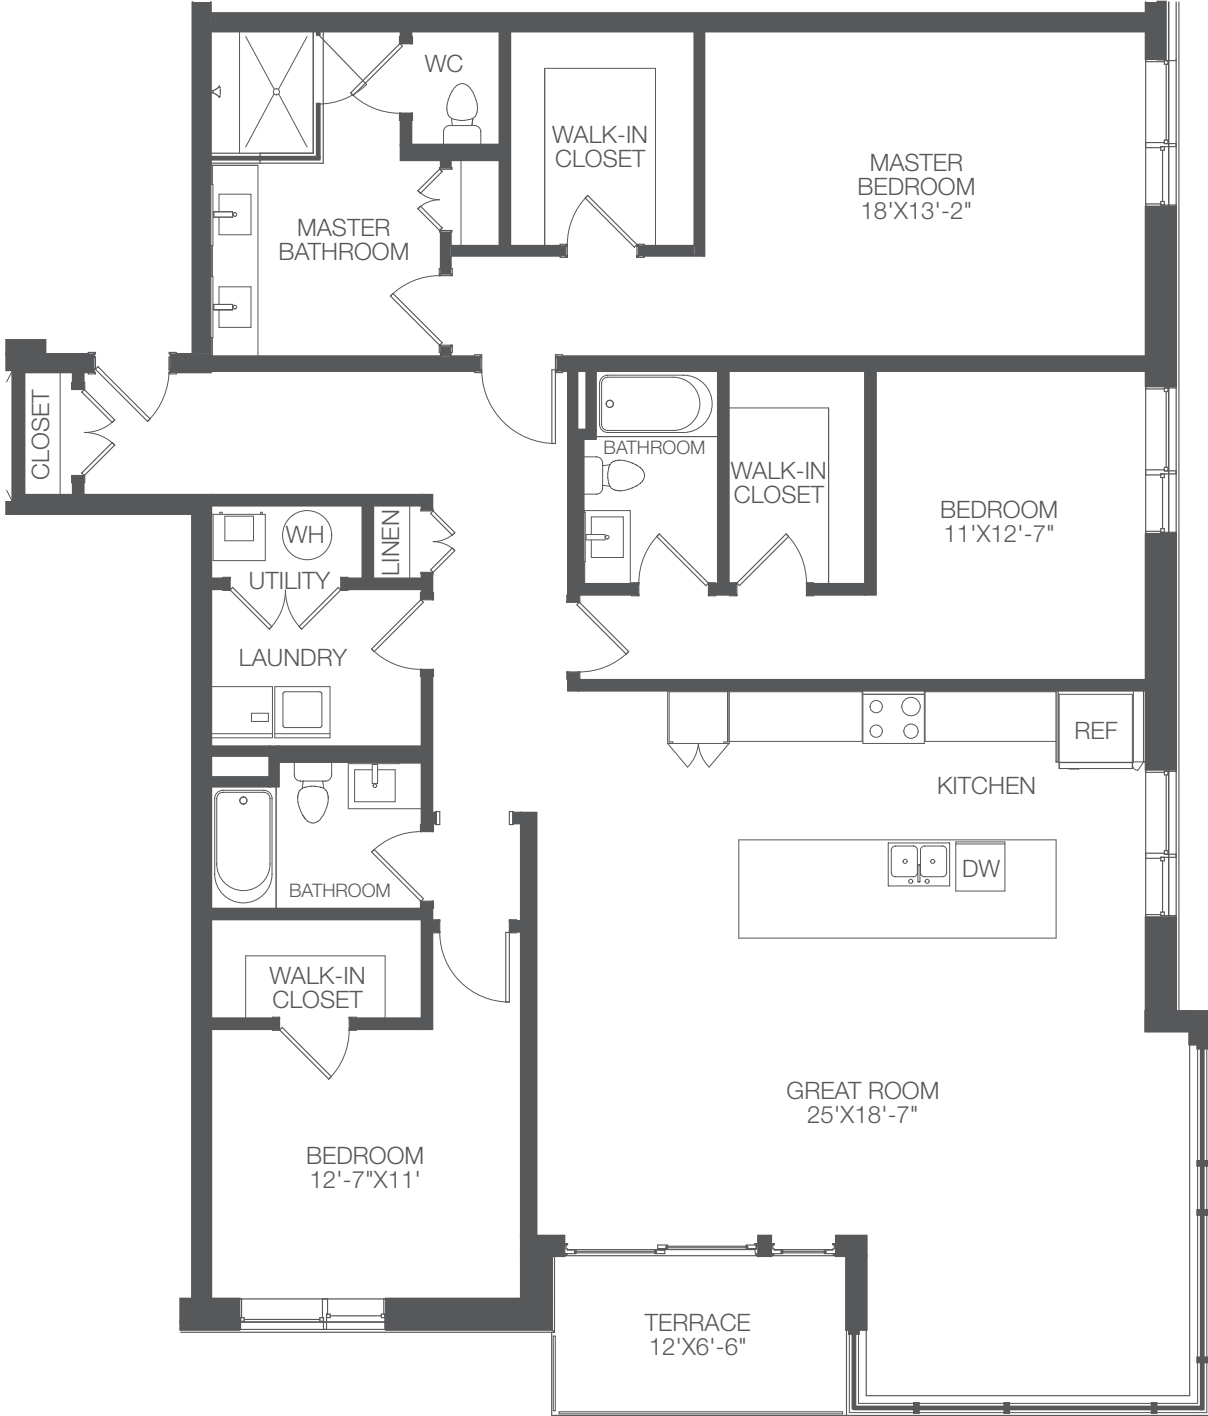 WC
WALK-IN
CLOSET
MASTER
BEDROOM
18'X13'-2"
MASTER
BATHROOM
CLOSET
BATHROOM
WALK-IN
CLOSET
BEDROOM
11'X12'-7"
WH
LINEN
UTILITY
LAUNDRY
REF
KITCHEN
DW
BATHROOM
WALK-IN
CLOSET
GREAT ROOM
25'X18'-7"
BEDROOM
12'-7"X11'
TERRACE
12'X6'-6"